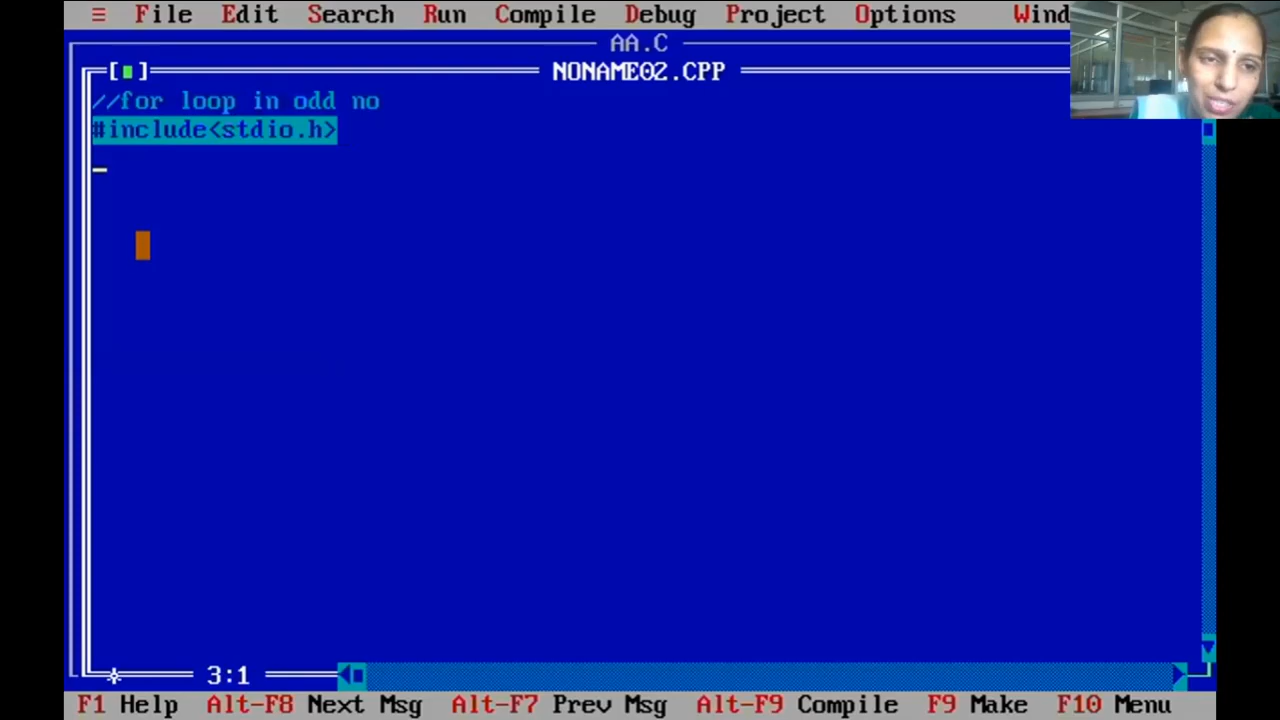 ≡ File Edit Search Run Compile Debug Project Options Wind
AA.C
[■] NONAME02.CPP
//for loop in odd no
#include<stdio.h>
3:1
F1 Help Alt-F8 Next Msg Alt-F7 Prev Msg Alt-F9 Compile F9 Make F10 Menu